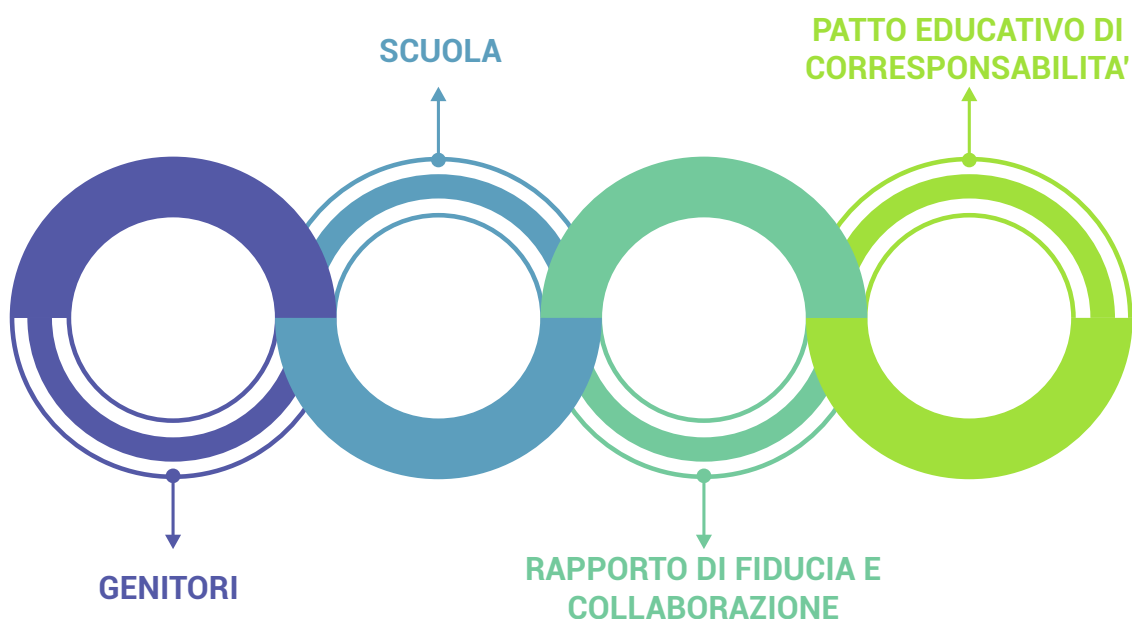 SCUOLA
PATTO EDUCATIVO DI
CORRESPONSABILITA'
GENITORI
RAPPORTO DI FIDUCIA E
COLLABORAZIONE